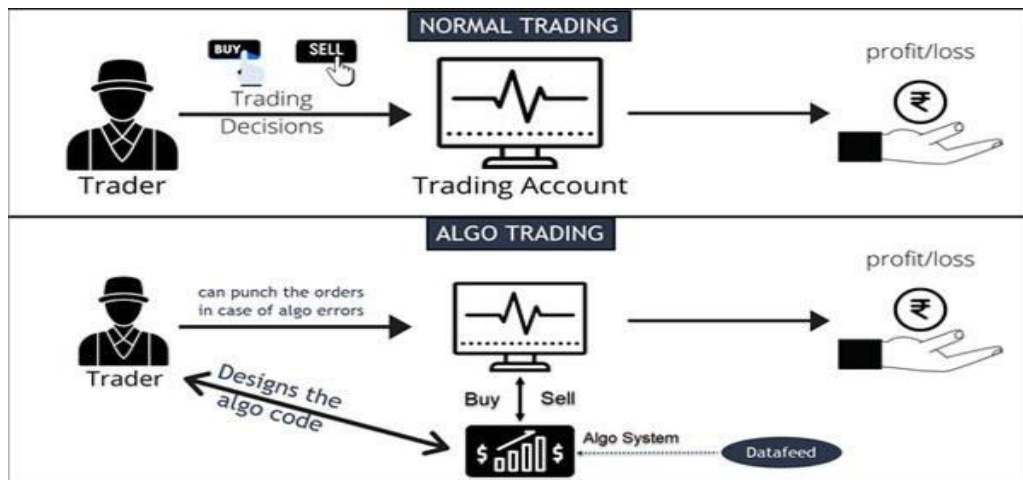 NORMAL TRADING
BUY
SELL
profit/loss
₹
Trading
Decisions
Trader
Trading Account
ALGO TRADING
profit/loss
₹
can punch the orders
in case of algo errors
Trader
Designs the
algo code
Buy Sell
$ $
Algo System
Datafeed